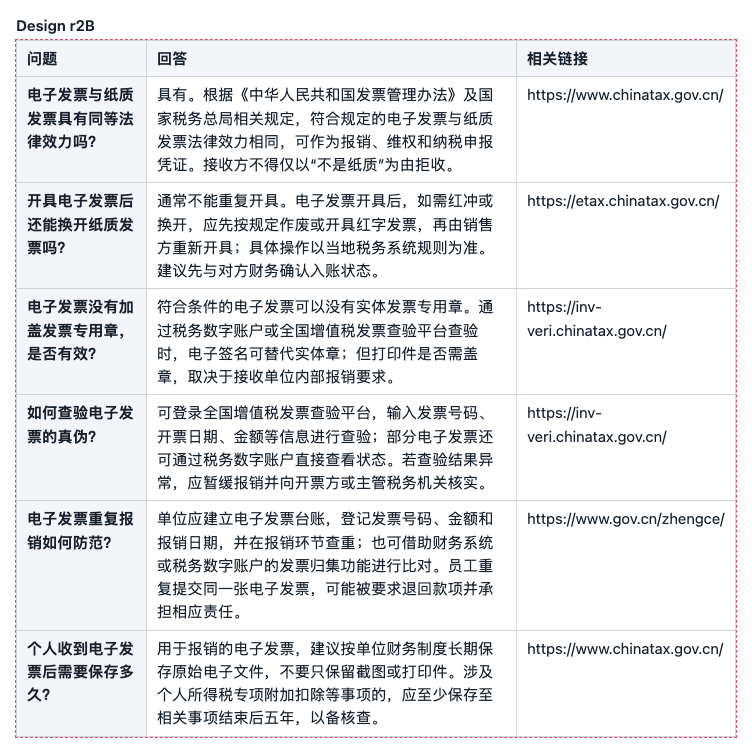 Design r2B
问题
回答
相关链接
电子发票与纸质
发票具有同等法
律效力吗？
具有。根据《中华人民共和国发票管理办法》及国
家税务总局相关规定，符合规定的电子发票与纸质
发票法律效力相同，可作为报销、维权和纳税申报
凭证。接收方不得仅以“不是纸质”为由拒收。
https://www.chinatax.gov.cn/
开具电子发票后
还能换开纸质发
票吗？
通常不能重复开具。电子发票开具后，如需红冲或
换开，应先按规定作废或开具红字发票，再由销售
方重新开具；具体操作以当地税务系统规则为准。
建议先与对方财务确认入账状态。
https://etax.chinatax.gov.cn/
电子发票没有加
盖发票专用章，
是否有效？
符合条件的电子发票可以没有实体发票专用章。通
过税务数字账户或全国增值税发票查验平台查验
时，电子签名可替代实体章；但打印件是否需盖
章，取决于接收单位内部报销要求。
https://inv-
veri.chinatax.gov.cn/
如何查验电子发
票的真伪？
可登录全国增值税发票查验平台，输入发票号码、
开票日期、金额等信息进行查验；部分电子发票还
可通过税务数字账户直接查看状态。若查验结果异
常，应暂缓报销并向开票方或主管税务机关核实。
https://inv-
veri.chinatax.gov.cn/
电子发票重复报
销如何防范？
单位应建立电子发票台账，登记发票号码、金额和
报销日期，并在报销环节查重；也可借助财务系统
或税务数字账户的发票归集功能进行比对。员工重
复提交同一张电子发票，可能被要求退回款项并承
担相应责任。
https://www.gov.cn/zhengce/
个人收到电子发
票后需要保存多
久？
用于报销的电子发票，建议按单位财务制度长期保
存原始电子文件，不要只保留截图或打印件。涉及
个人所得税专项附加扣除等事项的，应至少保存至
相关事项结束后五年，以备核查。
https://www.chinatax.gov.cn/